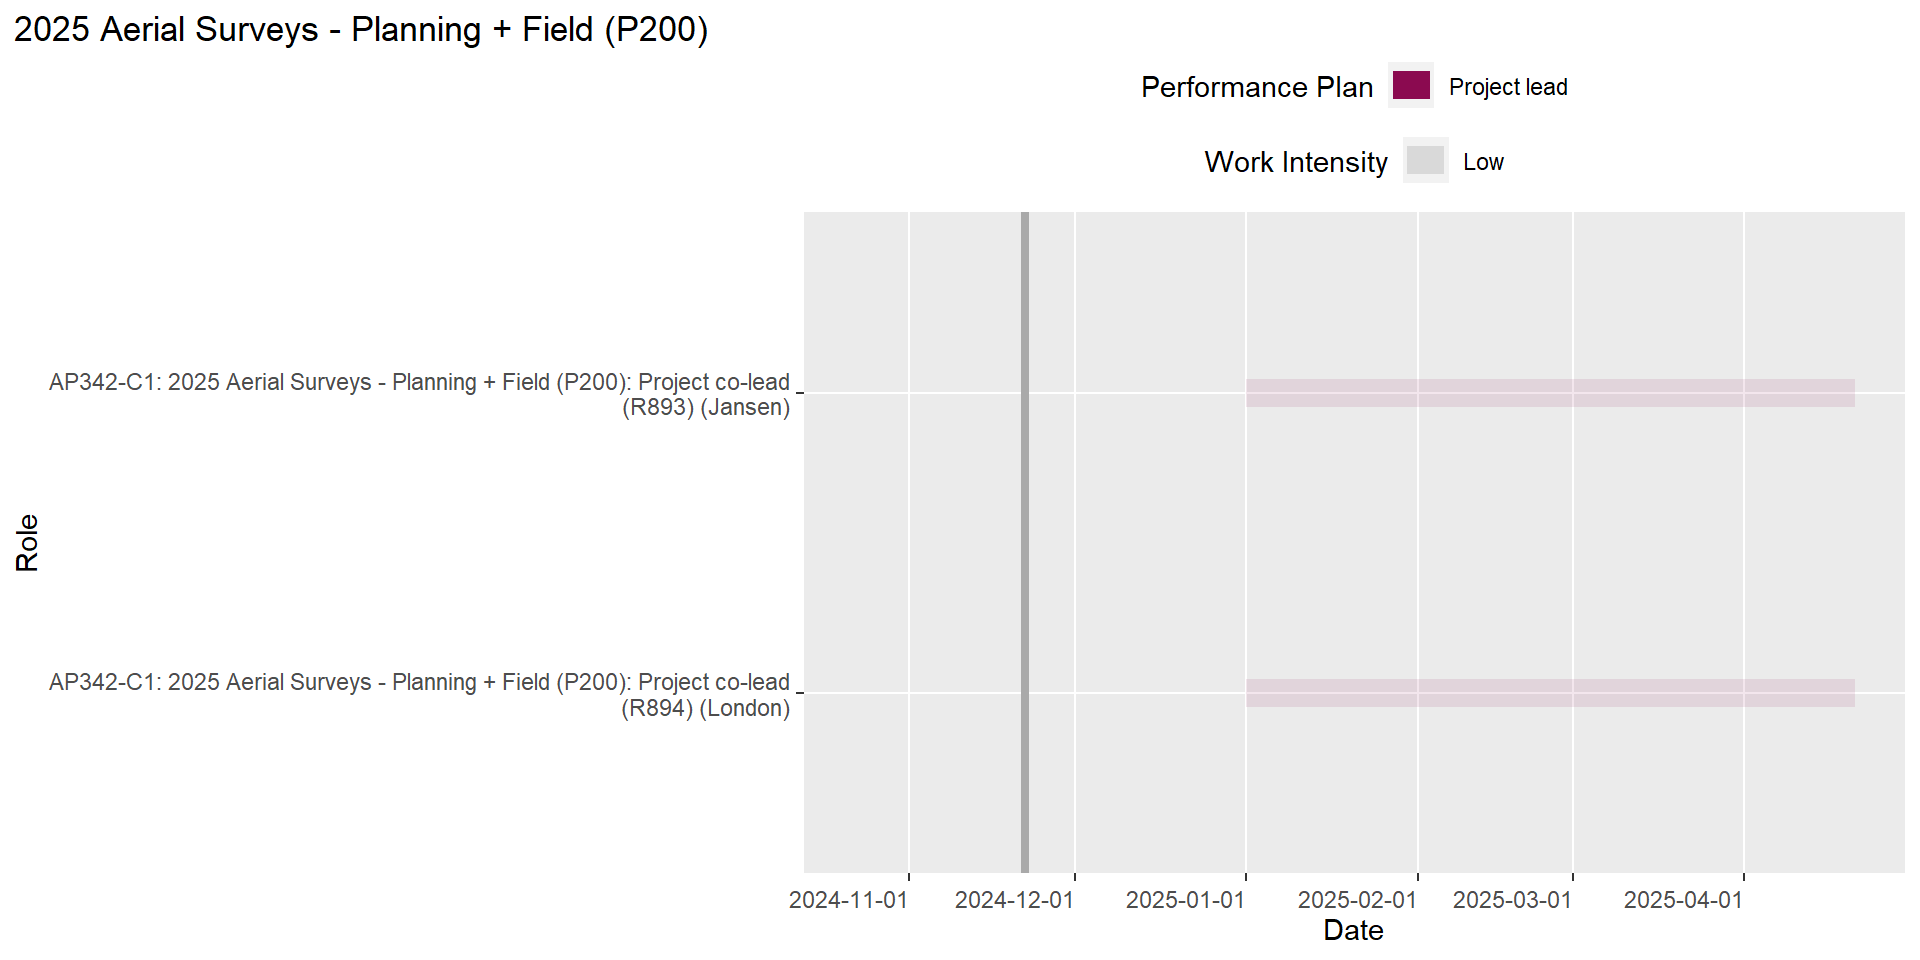 2025 Aerial Surveys - Planning + Field (P200)
Performance Plan Project lead
Work Intensity Low
AP342-C1: 2025 Aerial Surveys - Planning + Field (P200): Project co-lead
(R893) (Jansen)
Role
AP342-C1: 2025 Aerial Surveys - Planning + Field (P200): Project co-lead
(R894) (London)
2024-11-01 2024-12-01 2025-01-01 2025-02-01 2025-03-01 2025-04-01
Date